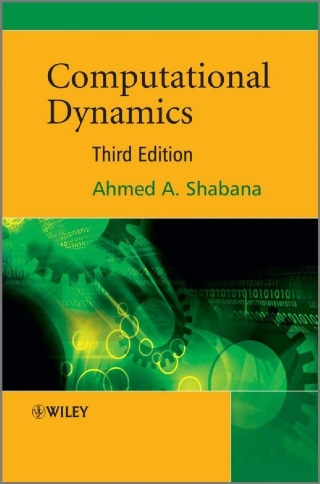 Computational
Dynamics
Third Edition
Ahmed A. Shabana
WILEY